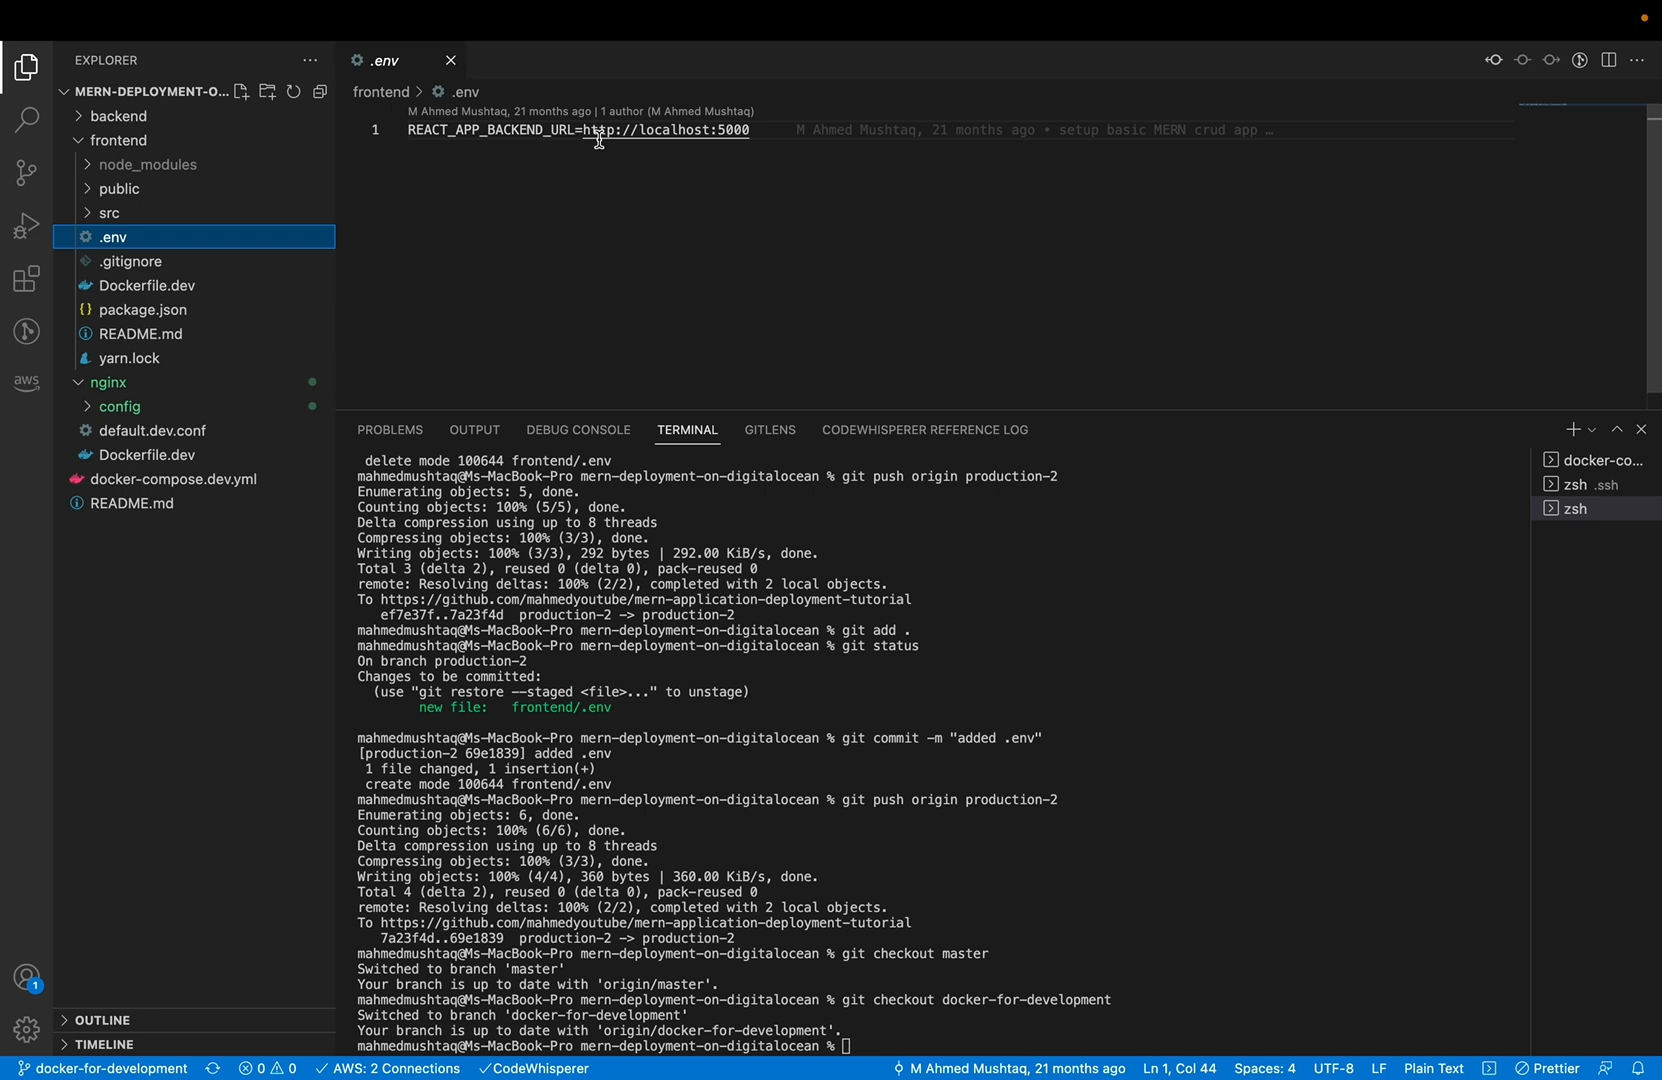 EXPLORER
MERN-DEPLOYMENT-O...
backend
frontend
node_modules
public
src
.env
.gitignore
Dockerfile.dev
package.json
README.md
yarn.lock
nginx
config
default.dev.conf
Dockerfile.dev
docker-compose.dev.yml
README.md
OUTLINE
TIMELINE
aws
1
.env
frontend > .env
M Ahmed Mushtaq, 21 months ago | 1 author (M Ahmed Mushtaq)
1 REACT_APP_BACKEND_URL=http://localhost:5000 M Ahmed Mushtaq, 21 months ago • setup basic MERN crud app …
PROBLEMS OUTPUT DEBUG CONSOLE TERMINAL GITLENS CODEWHISPERER REFERENCE LOG
delete mode 100644 frontend/.env
mahmedmushtaq@Ms-MacBook-Pro mern-deployment-on-digitalocean % git push origin production-2
Enumerating objects: 5, done.
Counting objects: 100% (5/5), done.
Delta compression using up to 8 threads
Compressing objects: 100% (3/3), done.
Writing objects: 100% (3/3), 292 bytes | 292.00 KiB/s, done.
Total 3 (delta 2), reused 0 (delta 0), pack-reused 0
remote: Resolving deltas: 100% (2/2), completed with 2 local objects.
To https://github.com/mahmedyoutube/mern-application-deployment-tutorial
ef7e37f..7a23f4d production-2 -> production-2
mahmedmushtaq@Ms-MacBook-Pro mern-deployment-on-digitalocean % git add .
mahmedmushtaq@Ms-MacBook-Pro mern-deployment-on-digitalocean % git status
On branch production-2
Changes to be committed:
(use "git restore --staged <file>..." to unstage)
new file: frontend/.env
mahmedmushtaq@Ms-MacBook-Pro mern-deployment-on-digitalocean % git commit -m "added .env"
[production-2 69e1839] added .env
1 file changed, 1 insertion(+)
create mode 100644 frontend/.env
mahmedmushtaq@Ms-MacBook-Pro mern-deployment-on-digitalocean % git push origin production-2
Enumerating objects: 6, done.
Counting objects: 100% (6/6), done.
Delta compression using up to 8 threads
Compressing objects: 100% (3/3), done.
Writing objects: 100% (4/4), 360 bytes | 360.00 KiB/s, done.
Total 4 (delta 2), reused 0 (delta 0), pack-reused 0
remote: Resolving deltas: 100% (2/2), completed with 2 local objects.
To https://github.com/mahmedyoutube/mern-application-deployment-tutorial
7a23f4d..69e1839 production-2 -> production-2
mahmedmushtaq@Ms-MacBook-Pro mern-deployment-on-digitalocean % git checkout master
Switched to branch 'master'
Your branch is up to date with 'origin/master'.
mahmedmushtaq@Ms-MacBook-Pro mern-deployment-on-digitalocean % git checkout docker-for-development
Switched to branch 'docker-for-development'
Your branch is up to date with 'origin/docker-for-development'.
mahmedmushtaq@Ms-MacBook-Pro mern-deployment-on-digitalocean %
docker-co...
zsh .ssh
zsh
docker-for-development 0 0 AWS: 2 Connections CodeWhisperer M Ahmed Mushtaq, 21 months ago Ln 1, Col 44 Spaces: 4 UTF-8 LF Plain Text Prettier